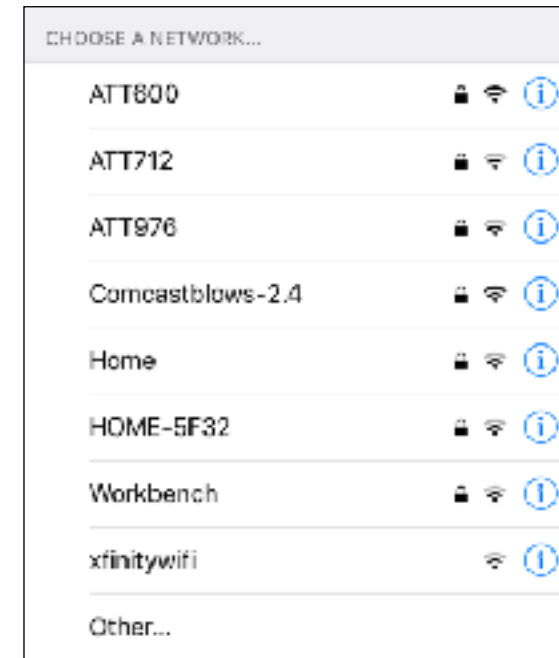 CHOOSE A NETWORK...
ATT600
ATT712
ATT976
Comcastblows-2.4
Home
HOME-5F32
Workbench
xfinitywifi
Other...